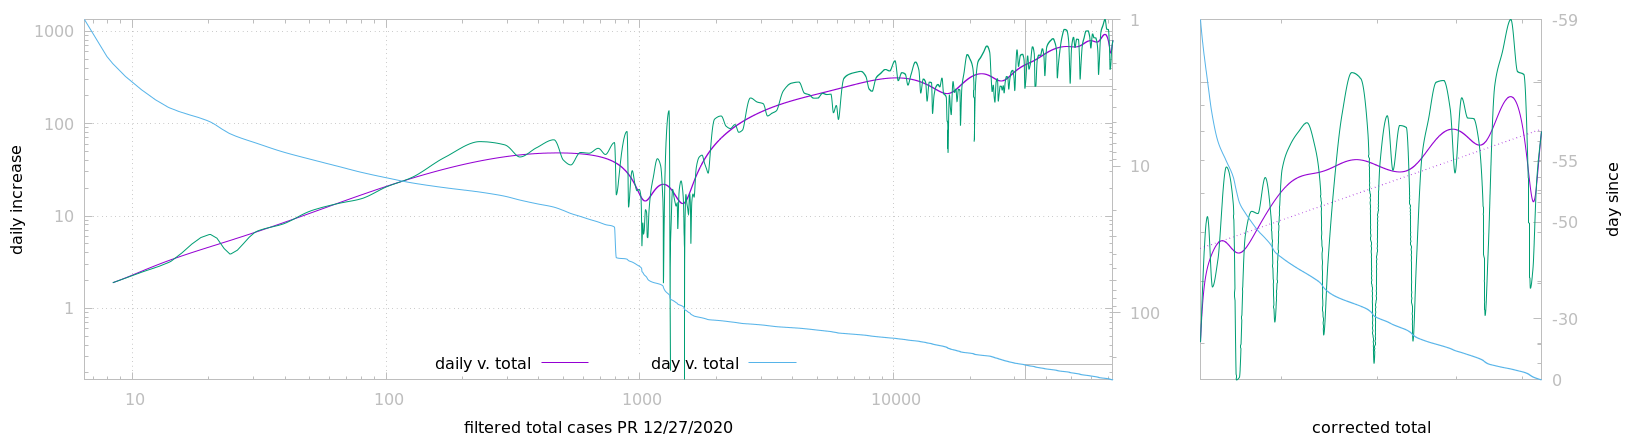 1000
100
10
1
daily increase
10
100
1000
10000
filtered total cases PR 12/27/2020
daily v. total
day v. total
1
10
100
-59
-55
-50
-30
0
day since
corrected total